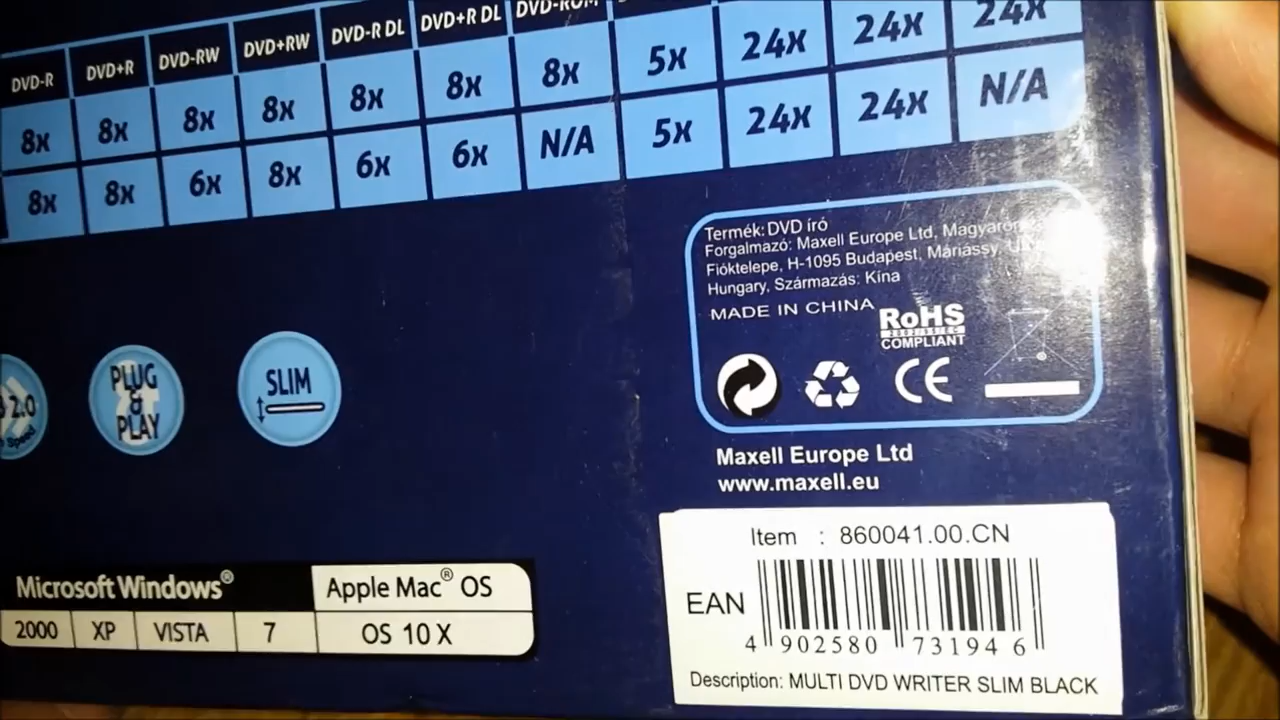 DVD-R DVD+R DVD-RW DVD+RW DVD-R DL DVD+R DL DVD-ROM
8x 8x 8x 8x 8x 8x 8x 5x 24x 24x 24x
8x 8x 6x 8x 6x 6x N/A 5x 24x 24x N/A
Termék: DVD író
Forgalmazó: Maxell Europe Ltd, Magyarorsz
Fióktelepe, H-1095 Budapest, Máriássy,
Hungary, Származás: Kína
MADE IN CHINA
RoHS
2002/95/EC
COMPLIANT
CE
2.0
PLUG
&
PLAY
SLIM
Maxell Europe Ltd
www.maxell.eu
Item : 860041.00.CN
EAN
4 902580 731946
Description: MULTI DVD WRITER SLIM BLACK
Microsoft Windows® Apple Mac® OS
2000 XP VISTA 7 OS 10 X